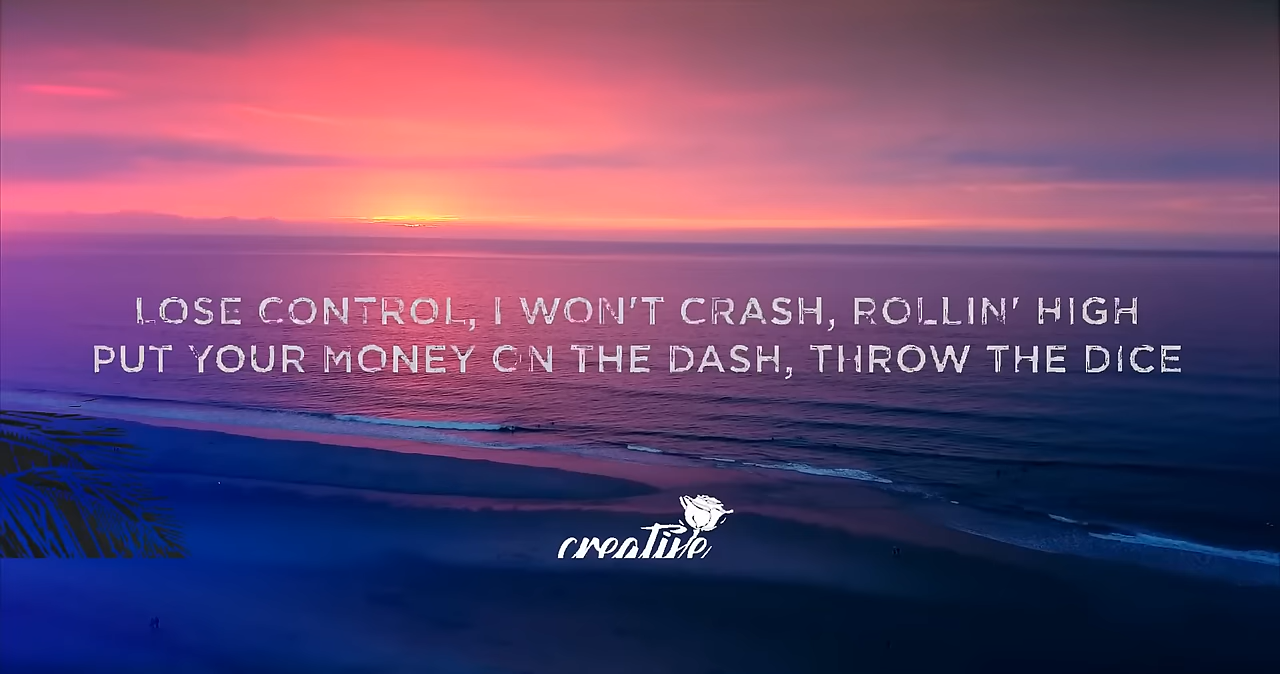 LOSE CONTROL, I WON'T CRASH, ROLLIN' HIGH
PUT YOUR MONEY ON THE DASH, THROW THE DICE
creative